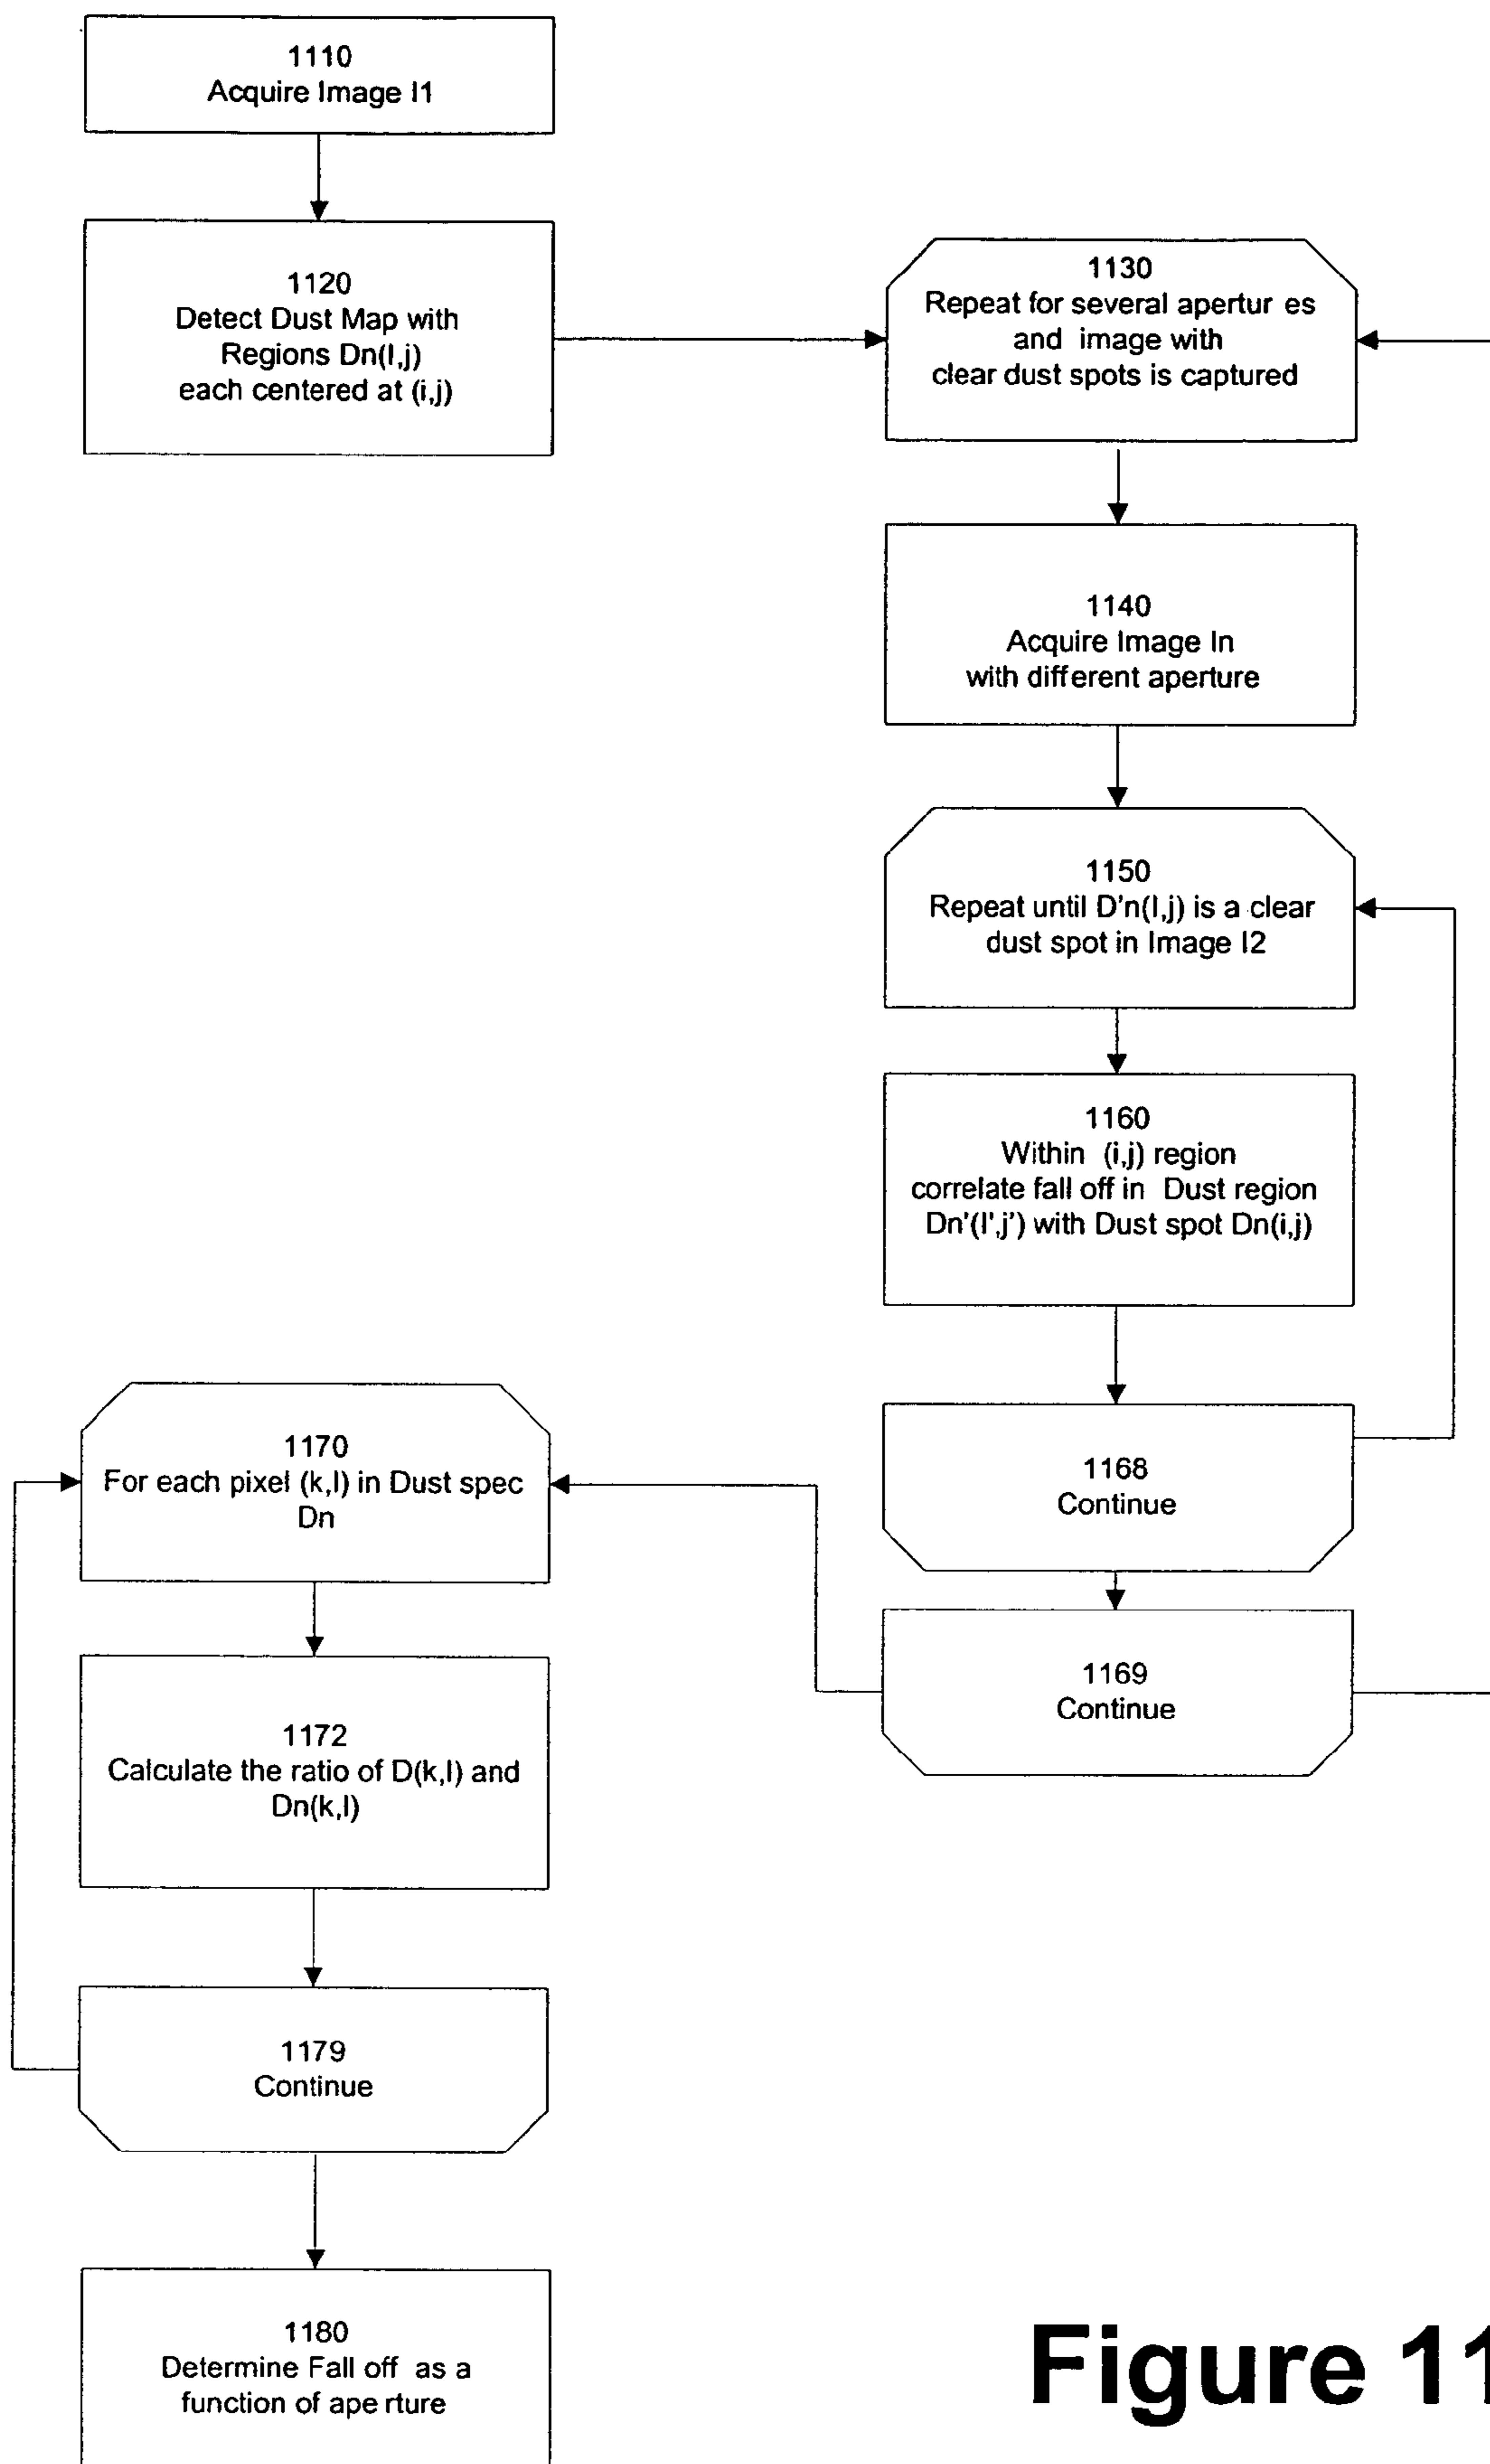 1110
Acquire Image I1
1120
Detect Dust Map with
Regions Dn(I,j)
each centered at (i,j)
1130
Repeat for several apertur es
and image with
clear dust spots is captured
1140
Acquire Image In
with different aperture
1150
Repeat until D'n(I,j) is a clear
dust spot in Image I2
1160
Within (i,j) region
correlate fall off in Dust region
Dn'(I',j') with Dust spot Dn(i,j)
1168
Continue
1169
Continue
1170
For each pixel (k,l) in Dust spec
Dn
1172
Calculate the ratio of D(k,l) and
Dn(k,l)
1179
Continue
1180
Determine Fall off as a
function of ape rture
Figure 11